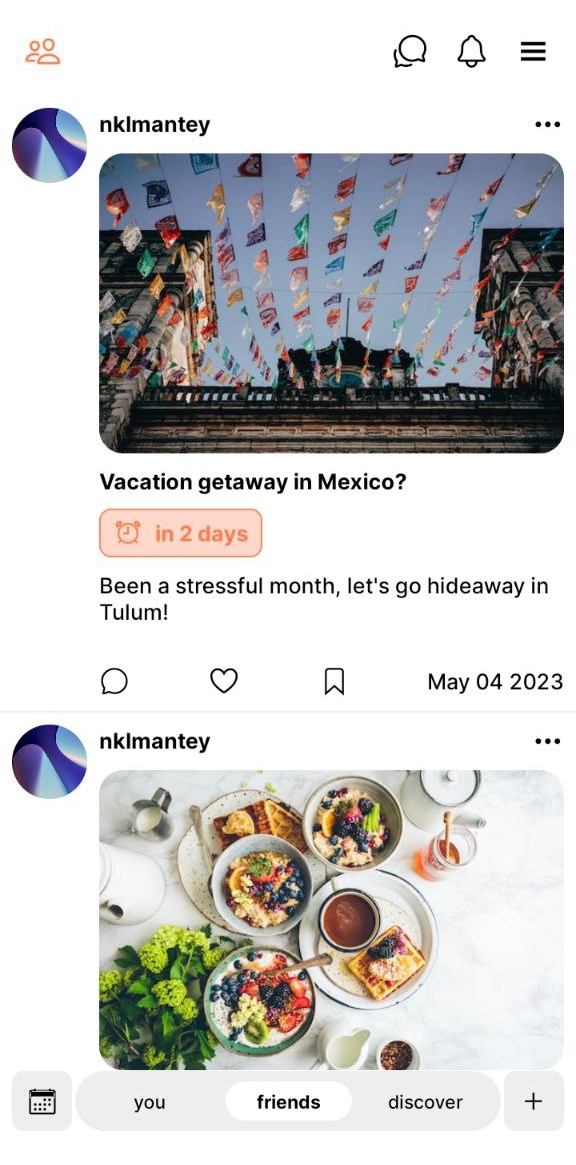 nklmantey
Vacation getaway in Mexico?
in 2 days
Been a stressful month, let's go hideaway in
Tulum!
May 04 2023
nklmantey
you
friends
discover